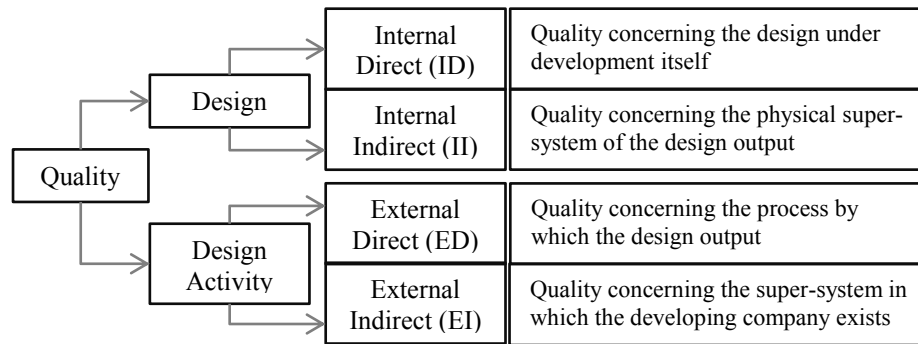 Internal
Direct (ID)
Quality concerning the design under
development itself
Design
Internal
Indirect (II)
Quality concerning the physical super-
system of the design output
Quality
External
Direct (ED)
Quality concerning the process by
which the design output
Design
Activity
External
Indirect (EI)
Quality concerning the super-system in
which the developing company exists